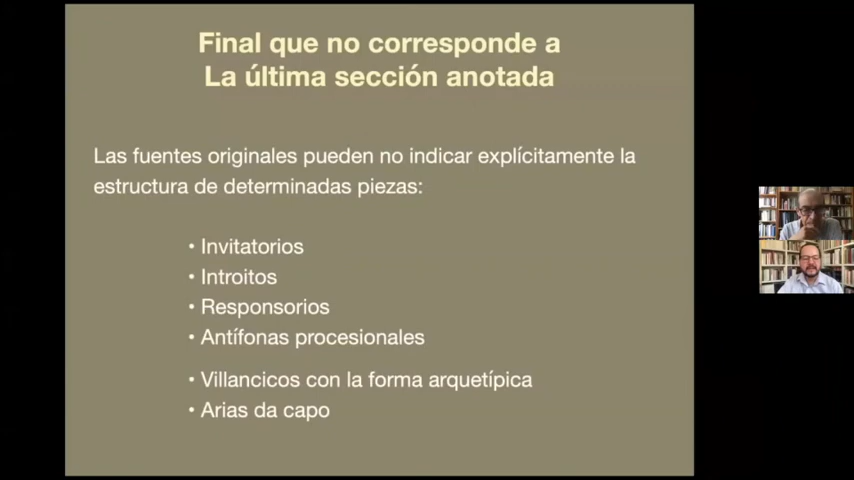 Final que no corresponde a
La última sección anotada
Las fuentes originales pueden no indicar explícitamente la
estructura de determinadas piezas:
• Invitatorios
• Introitos
• Responsorios
• Antífonas procesionales
• Villancicos con la forma arquetípica
• Arias da capo